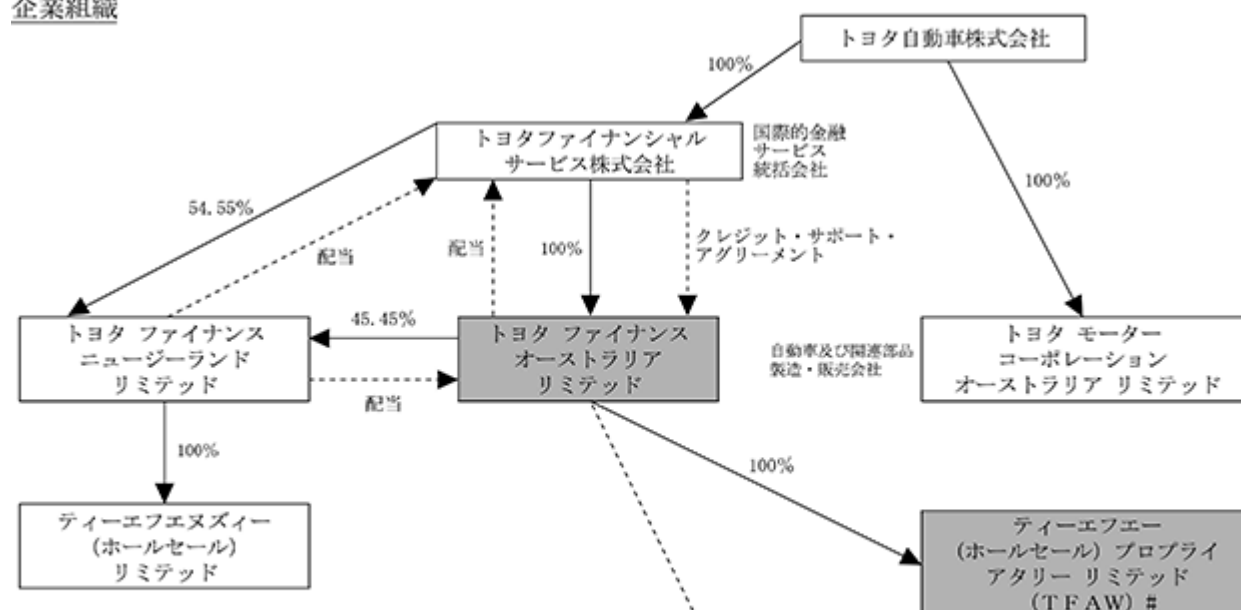 企業組織
トヨタ自動車株式会社
100%
トヨタファイナンシャル
サービス株式会社
国際的金融
サービス
統括会社
100%
54.55%
配当
配当
100%
クレジット・サポート・
アグリーメント
トヨタ ファイナンス
ニュージーランド
リミテッド
45.45%
配当
トヨタ ファイナンス
オーストラリア
リミテッド
自動車及び関連部品
製造・販売会社
トヨタ モーター
コーポレーション
オーストラリア リミテッド
100%
100%
ティーエフエヌズィー
(ホールセール)
リミテッド
ティーエフエー
(ホールセール) プロプライ
アタリー リミテッド
(TFAW) #